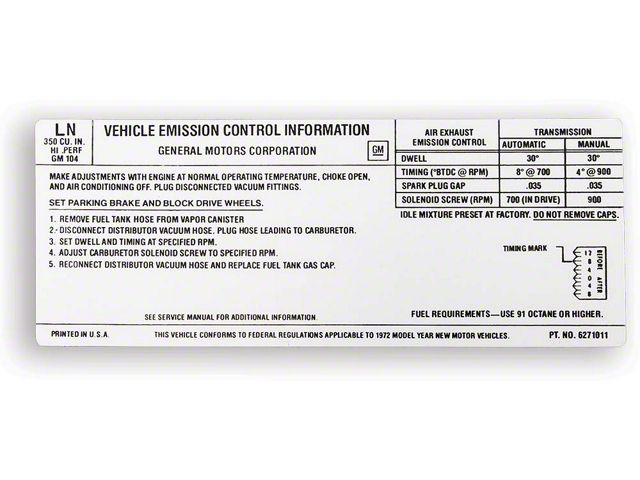 LN
350 CU. IN.
HI .PERF
GM 104
VEHICLE EMISSION CONTROL INFORMATION
GENERAL MOTORS CORPORATION
GM
MAKE ADJUSTMENTS WITH ENGINE AT NORMAL OPERATING TEMPERATURE, CHOKE OPEN,
AND AIR CONDITIONING OFF. PLUG DISCONNECTED VACUUM FITTINGS.
SET PARKING BRAKE AND BLOCK DRIVE WHEELS.
1. REMOVE FUEL TANK HOSE FROM VAPOR CANISTER
2.- DISCONNECT DISTRIBUTOR VACUUM HOSE. PLUG HOSE LEADING TO CARBURETOR.
3. SET DWELL AND TIMING AT SPECIFIED RPM.
4. ADJUST CARBURETOR SOLENOID SCREW TO SPECIFIED RPM.
5. RECONNECT DISTRIBUTOR VACUUM HOSE AND REPLACE FUEL TANK GAS CAP.
SEE SERVICE MANUAL FOR ADDITIONAL INFORMATION.
AIR EXHAUST
EMISSION CONTROL
TRANSMISSION
AUTOMATIC MANUAL
DWELL 30° 30°
TIMING (°BTDC @ RPM) 8° @ 700 4° @ 900
SPARK PLUG GAP .035 .035
SOLENOID SCREW (RPM) 700 (IN DRIVE) 900
IDLE MIXTURE PRESET AT FACTORY. DO NOT REMOVE CAPS.
TIMING MARK
12
8
4
0
4
8
BEFORE AFTER
FUEL REQUIREMENTS—USE 91 OCTANE OR HIGHER.
PRINTED IN U.S.A. THIS VEHICLE CONFORMS TO FEDERAL REGULATIONS APPLICABLE TO 1972 MODEL YEAR NEW MOTOR VEHICLES. PT. NO. 6271011